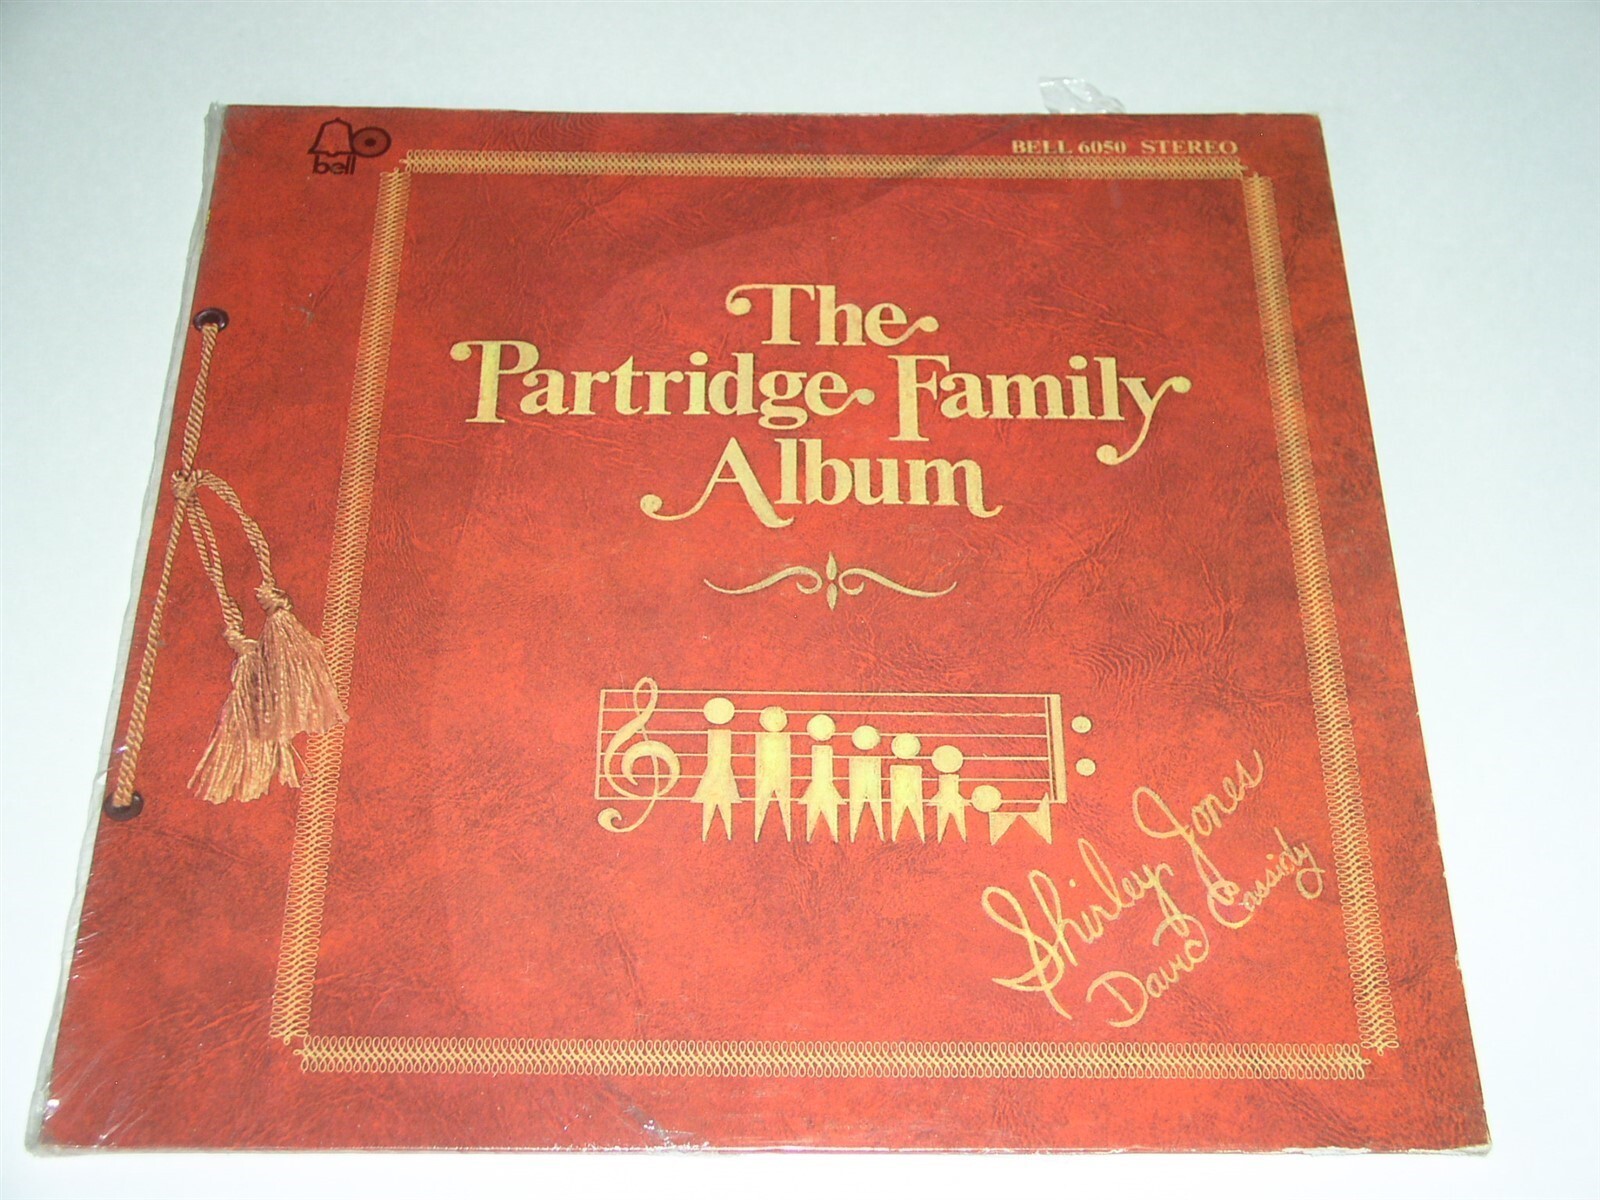 bell
BELL 6050 STEREO
The
Partridge Family
Album
Shirley Jones
David Cassidy